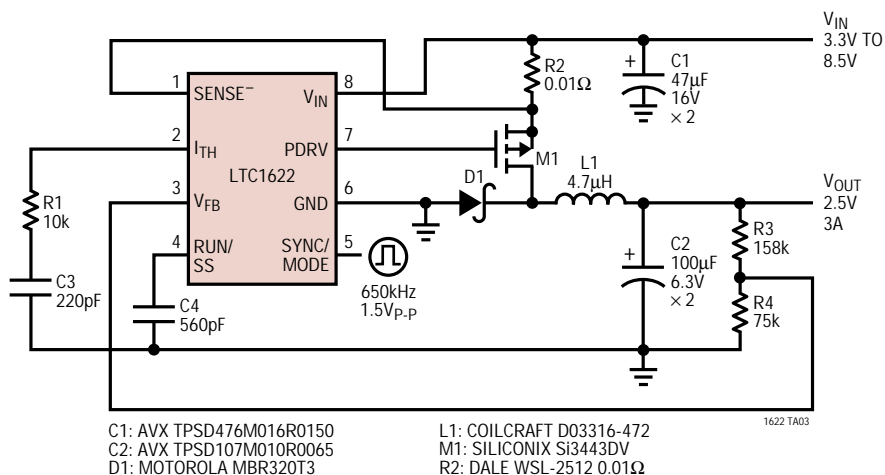 V_IN
3.3V TO
8.5V
R2
0.01Ω
+
C1
47µF
16V
× 2
1
SENSE⁻
V_IN
8
2
I_TH
PDRV
7
M1
LTC1622
3
V_FB
GND
6
4
RUN/
SS
SYNC/
MODE
5
650kHz
1.5V_P-P
D1
L1
4.7µH
V_OUT
2.5V
3A
R1
10k
C3
220pF
C4
560pF
+
C2
100µF
6.3V
× 2
R3
158k
R4
75k
1622 TA03
C1: AVX TPSD476M016R0150
C2: AVX TPSD107M010R0065
D1: MOTOROLA MBR320T3
L1: COILCRAFT D03316-472
M1: SILICONIX Si3443DV
R2: DALE WSL-2512 0.01Ω